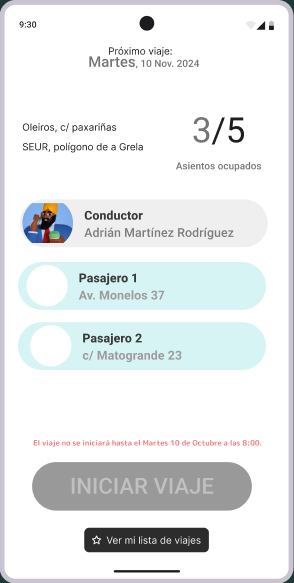 9:30
Próximo viaje:
Martes, 10 Nov. 2024
Oleiros, c/ paxariñas
SEUR, polígono de a Grela
3/5
Asientos ocupados
Conductor
Adrián Martínez Rodríguez
Pasajero 1
Av. Monelos 37
Pasajero 2
c/ Matogrande 23
El viaje no se iniciará hasta el Martes 10 de Octubre a las 8:00.
INICIAR VIAJE
Ver mi lista de viajes